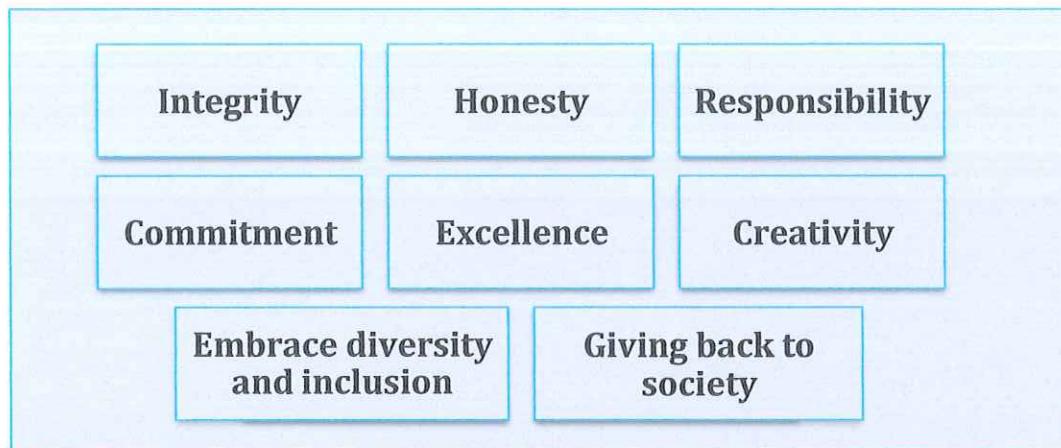 Integrity
Honesty
Responsibility
Commitment
Excellence
Creativity
Embrace diversity
and inclusion
Giving back to
society